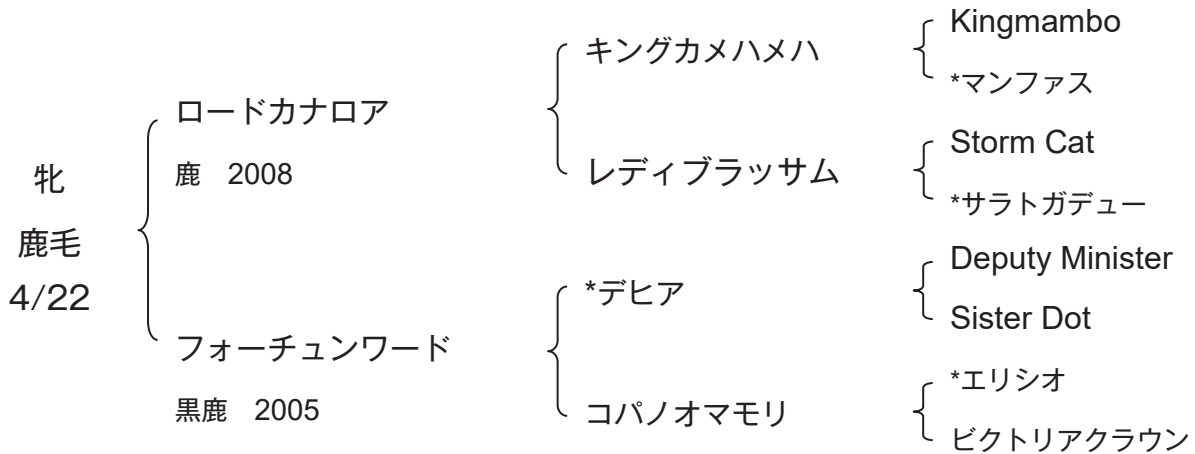 牝
鹿毛
4/22
ロードカナロア
鹿　2008
フォーチュンワード
黒鹿　2005
キングカメハメハ
レディブラッサム
*デヒア
コパノオマモリ
Kingmambo
*マンファス
Storm Cat
*サラトガデュー
Deputy Minister
Sister Dot
*エリシオ
ビクトリアクラウン